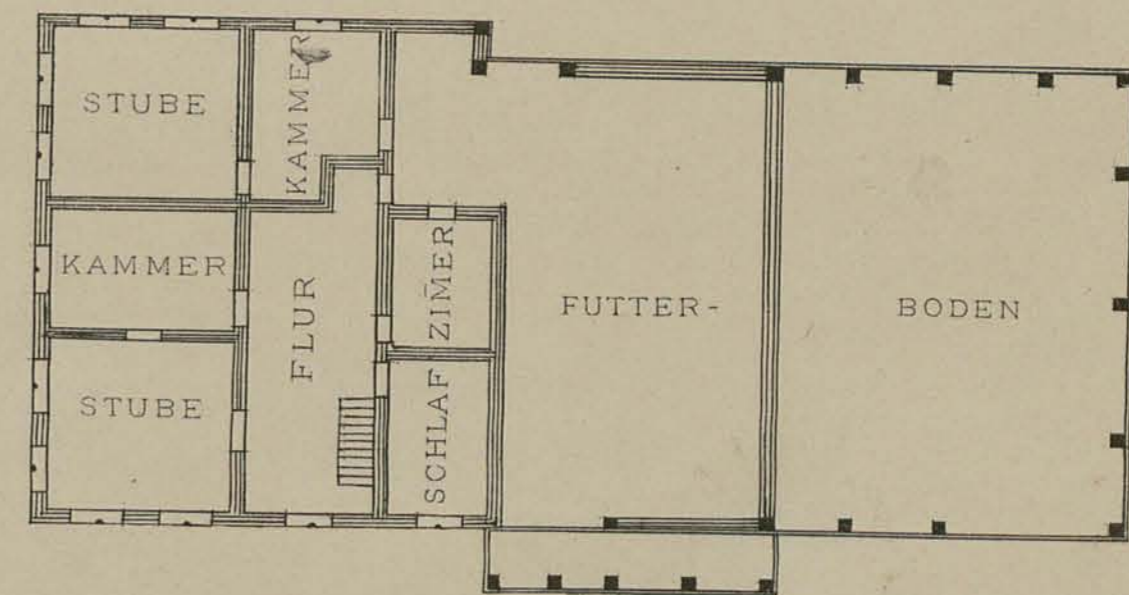 STUBE
KAMMER
KAMMER
STUBE
FLUR
ZIM̄ER
SCHLAF
FUTTER-
BODEN